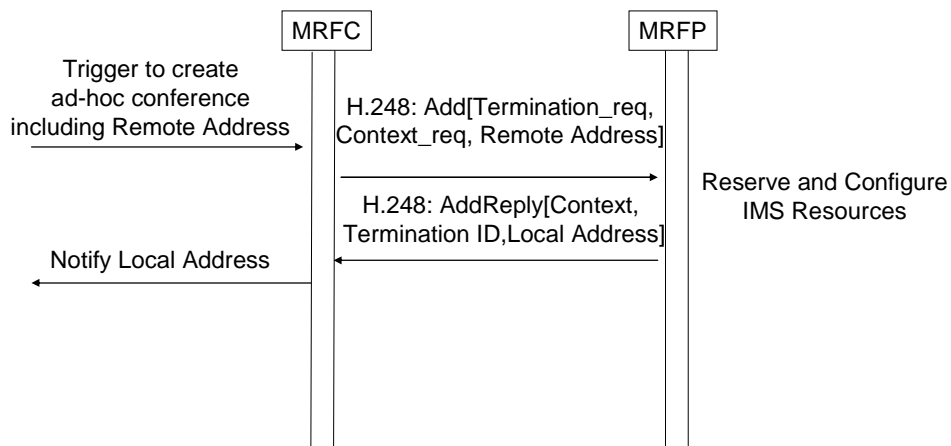 MRFC
MRFP
Trigger to create
ad-hoc conference
including Remote Address
H.248: Add[Termination_req,
Context_req, Remote Address]
Reserve and Configure
IMS Resources
H.248: AddReply[Context,
Termination ID,Local Address]
Notify Local Address